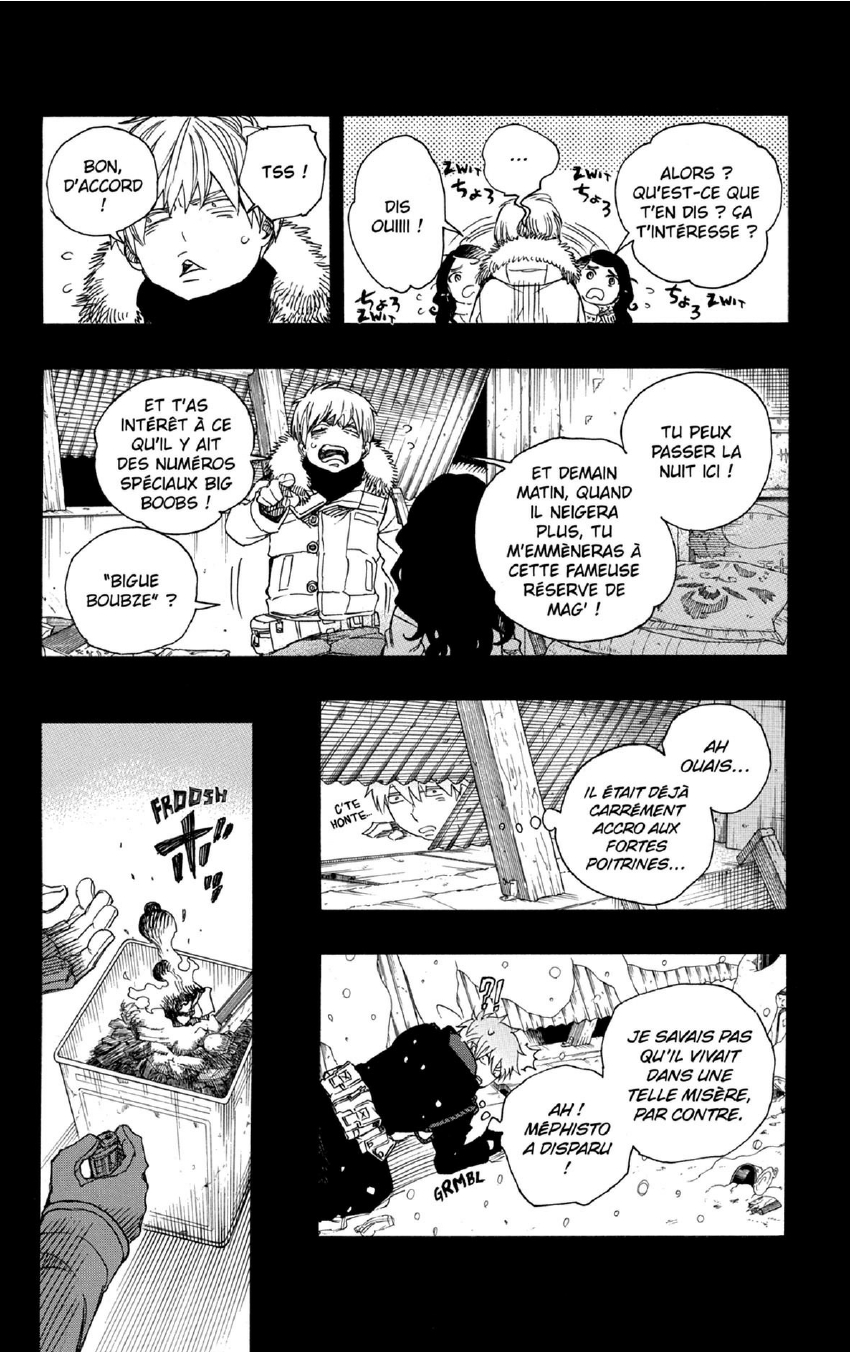 ALORS ?
QU'EST-CE QUE
T'EN DIS ? ÇA
T'INTÉRESSE ?
...
DIS
OUIIII !
ZWIT
ちょろ
ZWIT
ちょろ
ちょろ
ZWIT
ちょろ
ZWIT
TSS !
BON,
D'ACCORD
!
TU PEUX
PASSER LA
NUIT ICI !
ET DEMAIN
MATIN, QUAND
IL NEIGERA
PLUS, TU
M'EMMÈNERAS À
CETTE FAMEUSE
RÉSERVE DE
MAG' !
ET T'AS
INTÉRÊT À CE
QU'IL Y AIT
DES NUMÉROS
SPÉCIAUX BIG
BOOBS !
"BIGUE
BOUBZE" ?
AH
OUAIS...
IL ÉTAIT DÉJÀ
CARRÉMENT
ACCRO AUX
FORTES
POITRINES...
C'TE
HONTE...
JE SAVAIS PAS
QU'IL VIVAIT
DANS UNE
TELLE MISÈRE,
PAR CONTRE.
?!
AH !
MÉPHISTO
A DISPARU
!
GRMBL
FROOSH
ボッ